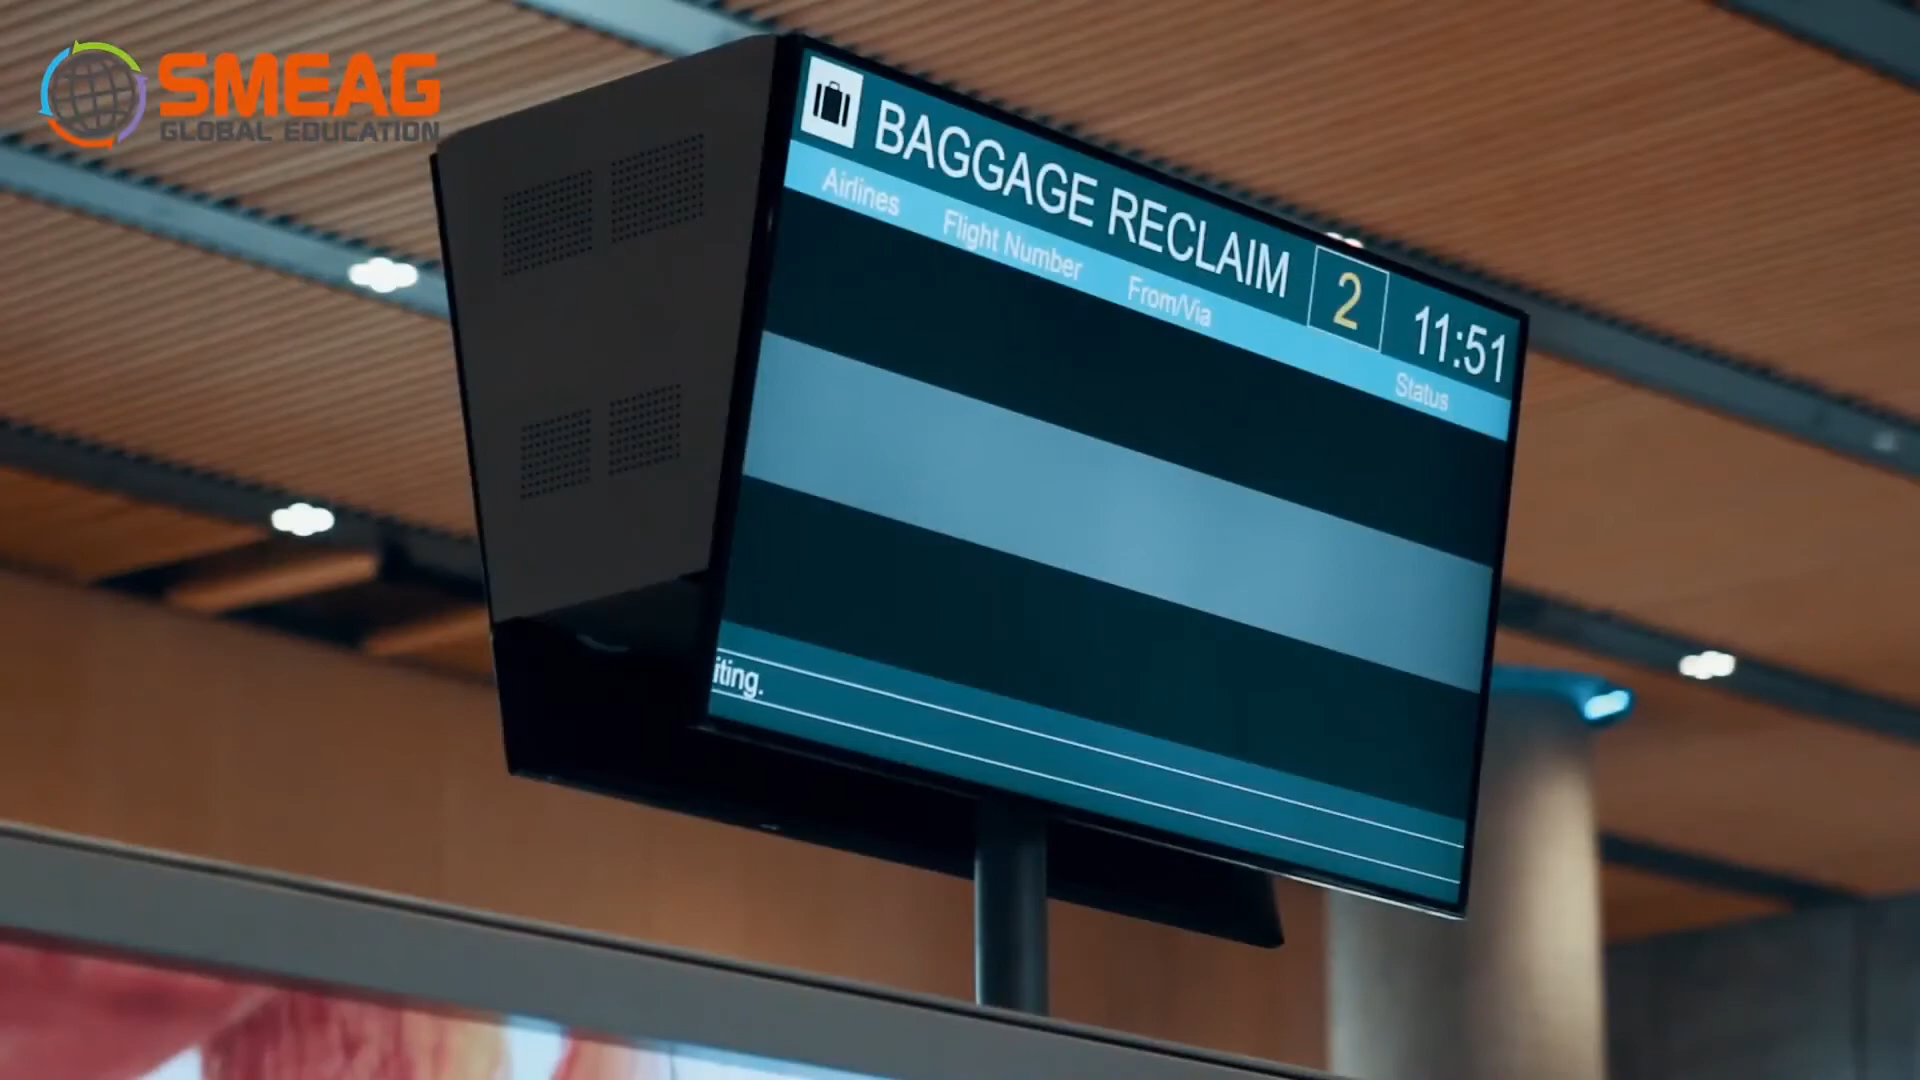 SMEAG
GLOBAL EDUCATION
BAGGAGE RECLAIM 2 11:51
Airlines Flight Number From/Via Status
iting.